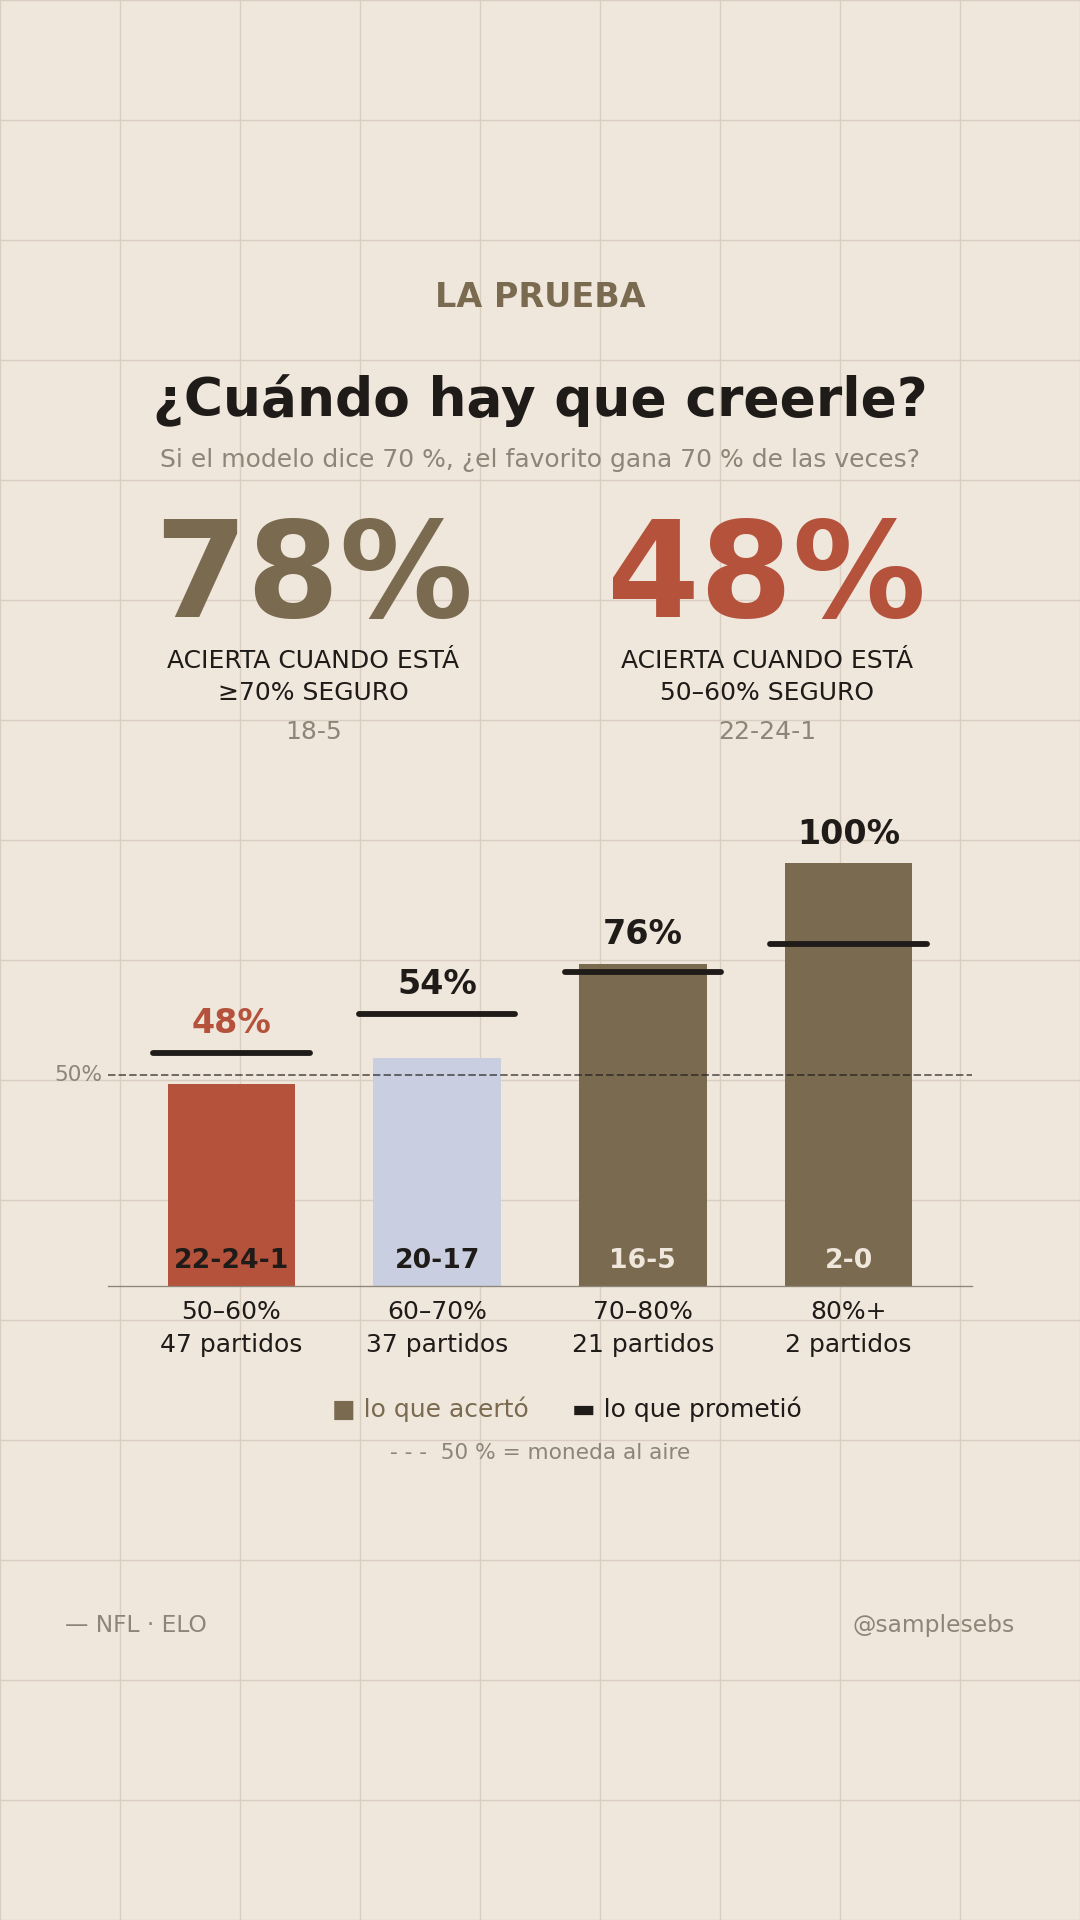 LA PRUEBA
¿Cuándo hay que creerle?
Si el modelo dice 70 %, ¿el favorito gana 70 % de las veces?
78%
ACIERTA CUANDO ESTÁ
≥70% SEGURO
18-5
48%
ACIERTA CUANDO ESTÁ
50–60% SEGURO
22-24-1
48%
54%
76%
100%
50%
22-24-1
20-17
16-5
2-0
50–60%
47 partidos
60–70%
37 partidos
70–80%
21 partidos
80%+
2 partidos
lo que acertó
lo que prometió
- - - 50 % = moneda al aire
— NFL · ELO
@samplesebs